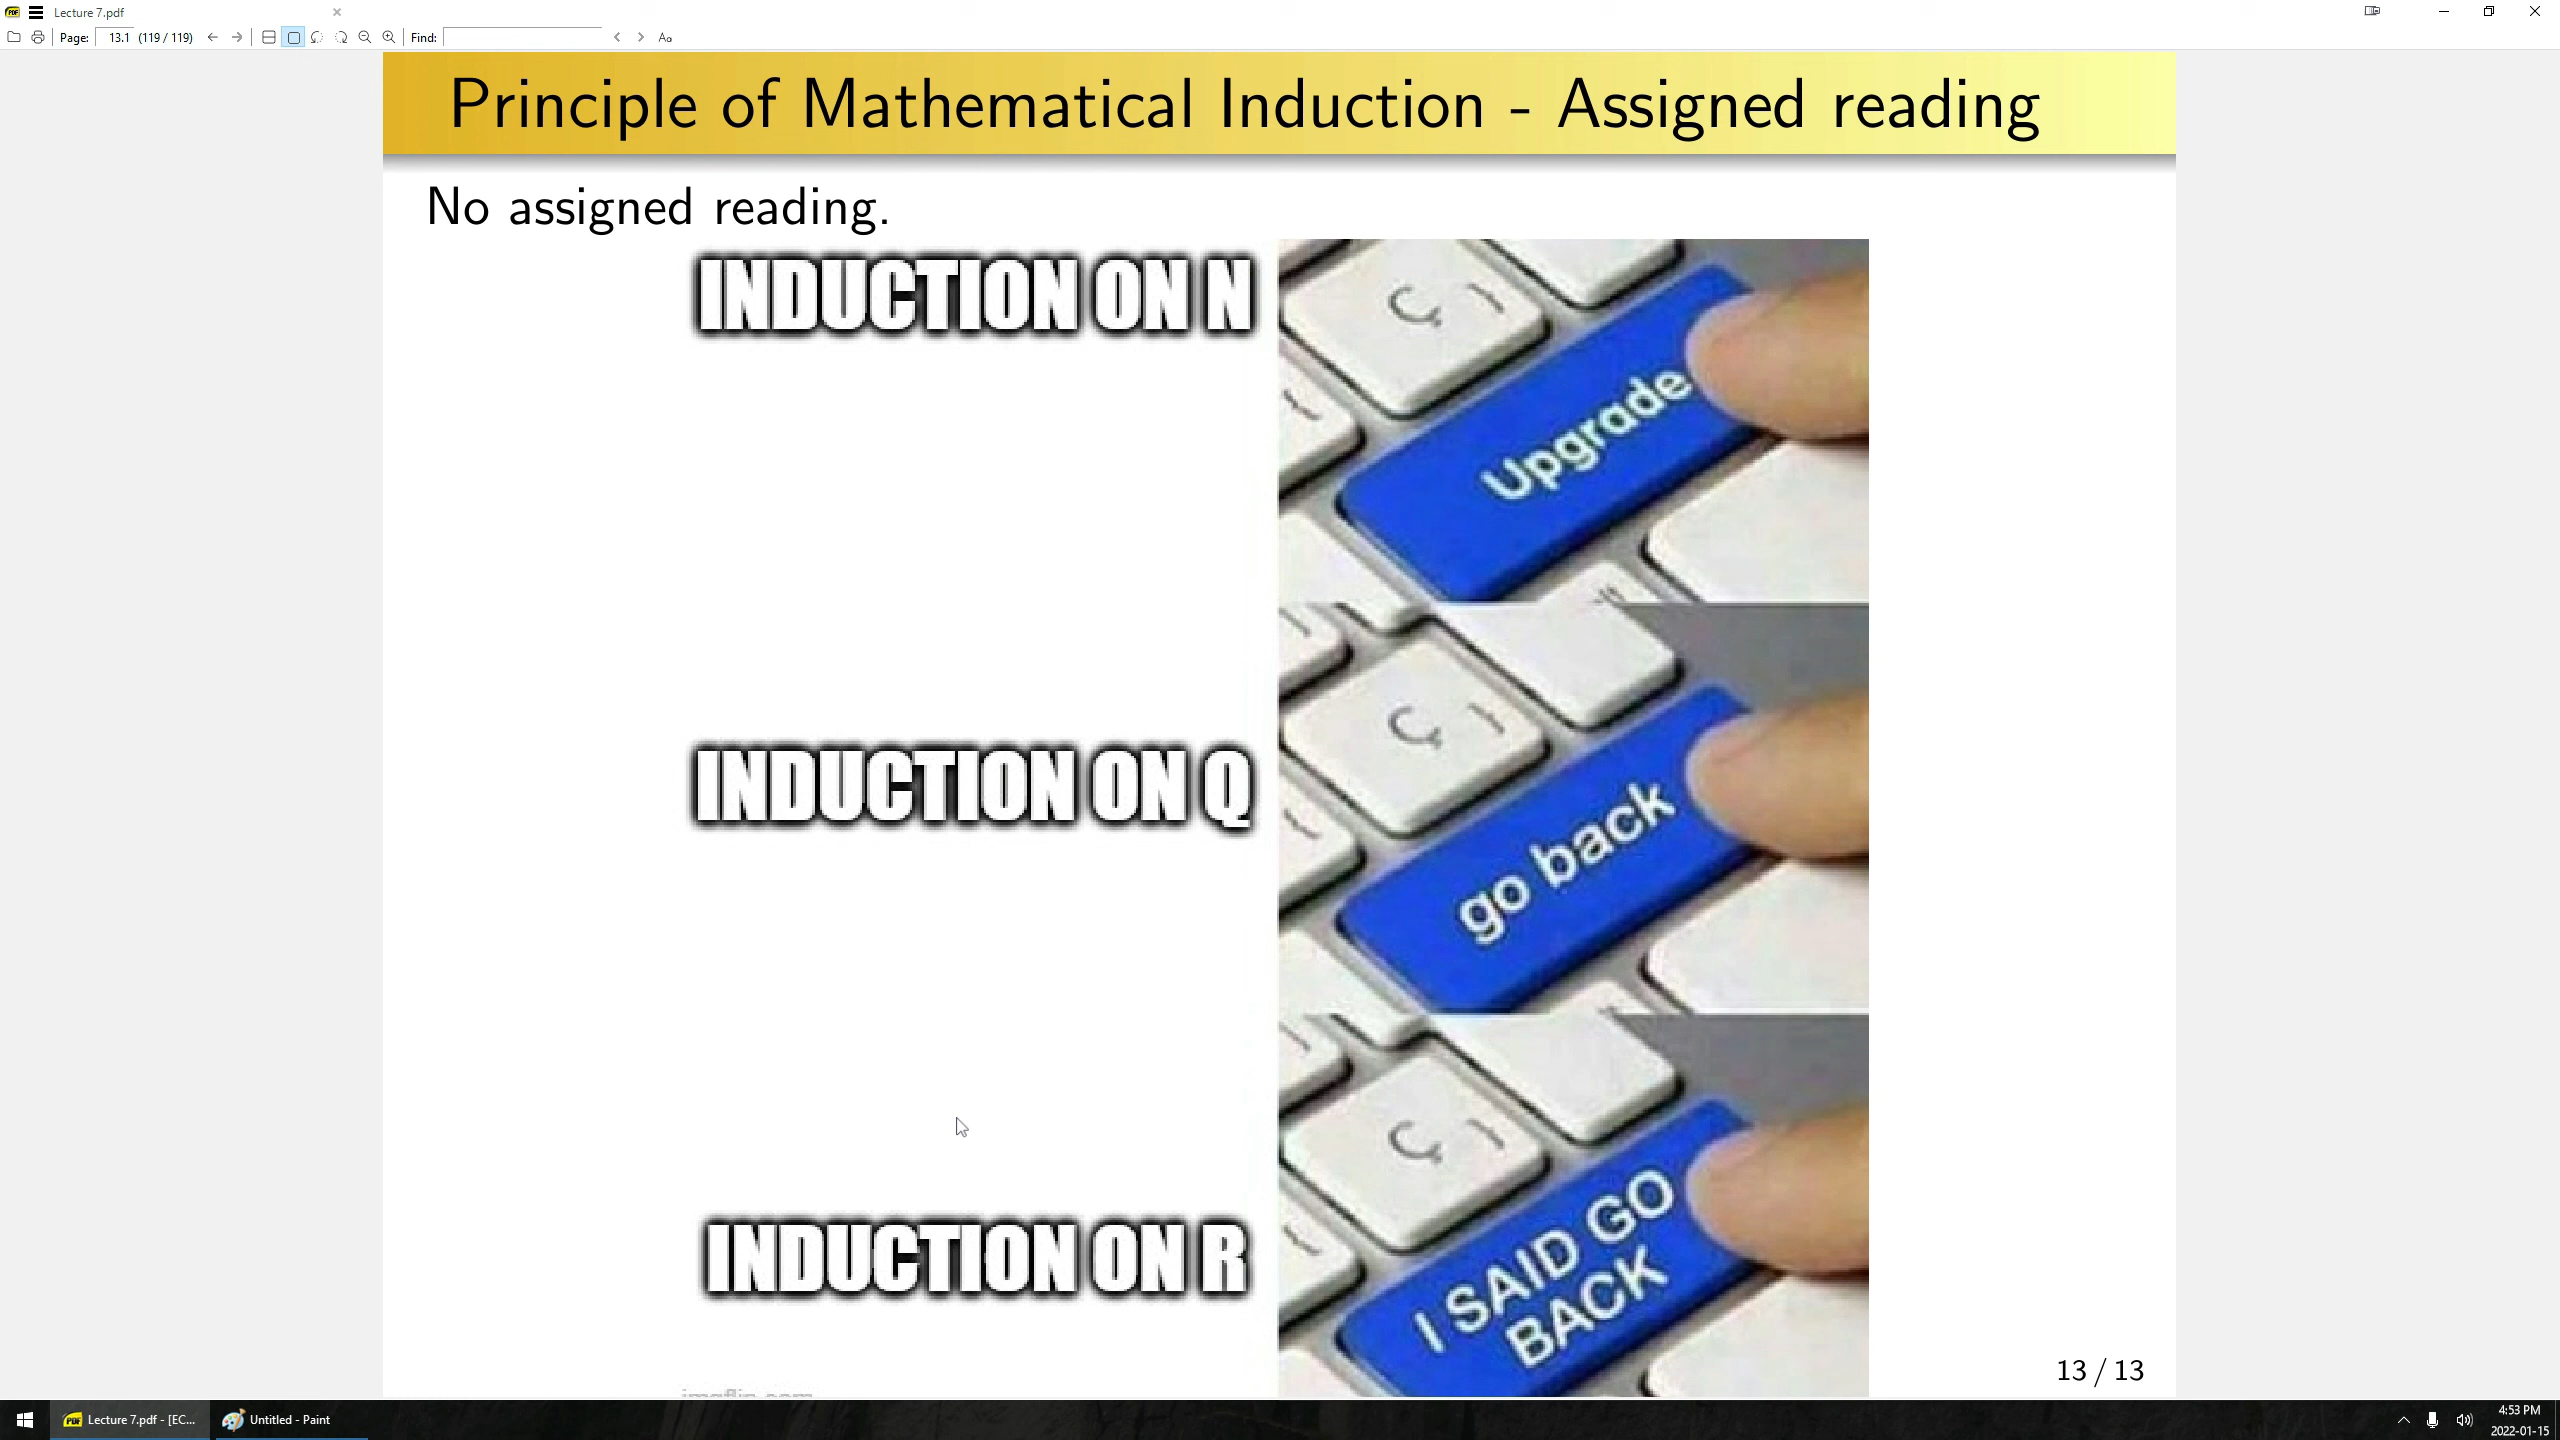 Lecture 7.pdf
Page: 13.1 (119 / 119) Find:
Principle of Mathematical Induction - Assigned reading
No assigned reading.
INDUCTION ON N
Upgrade
INDUCTION ON Q
go back
INDUCTION ON R
I SAID GO
BACK
imgflip.com
13 / 13
Lecture 7.pdf - [EC...
Untitled - Paint
4:53 PM
2022-01-15